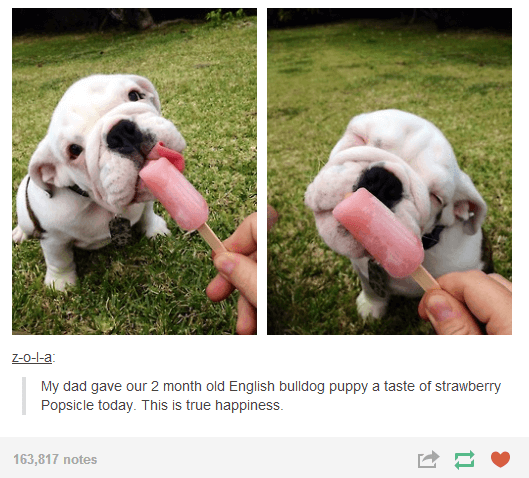 z-o-l-a:
My dad gave our 2 month old English bulldog puppy a taste of strawberry
Popsicle today. This is true happiness.
163,817 notes